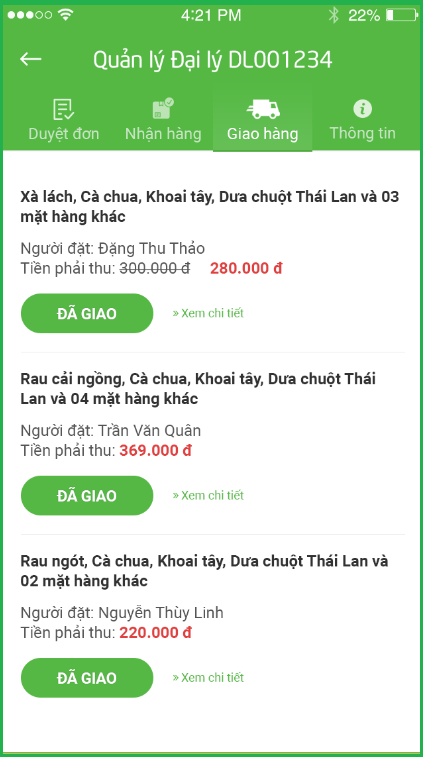 4:21 PM 22%
Quản lý Đại lý DL001234
Duyệt đơn Nhận hàng Giao hàng Thông tin
Xà lách, Cà chua, Khoai tây, Dưa chuột Thái Lan và 03
mặt hàng khác
Người đặt: Đặng Thu Thảo
Tiền phải thu: 300.000 đ 280.000 đ
ĐÃ GIAO » Xem chi tiết
Rau cải ngồng, Cà chua, Khoai tây, Dưa chuột Thái
Lan và 04 mặt hàng khác
Người đặt: Trần Văn Quân
Tiền phải thu: 369.000 đ
ĐÃ GIAO » Xem chi tiết
Rau ngót, Cà chua, Khoai tây, Dưa chuột Thái Lan và
02 mặt hàng khác
Người đặt: Nguyễn Thùy Linh
Tiền phải thu: 220.000 đ
ĐÃ GIAO » Xem chi tiết